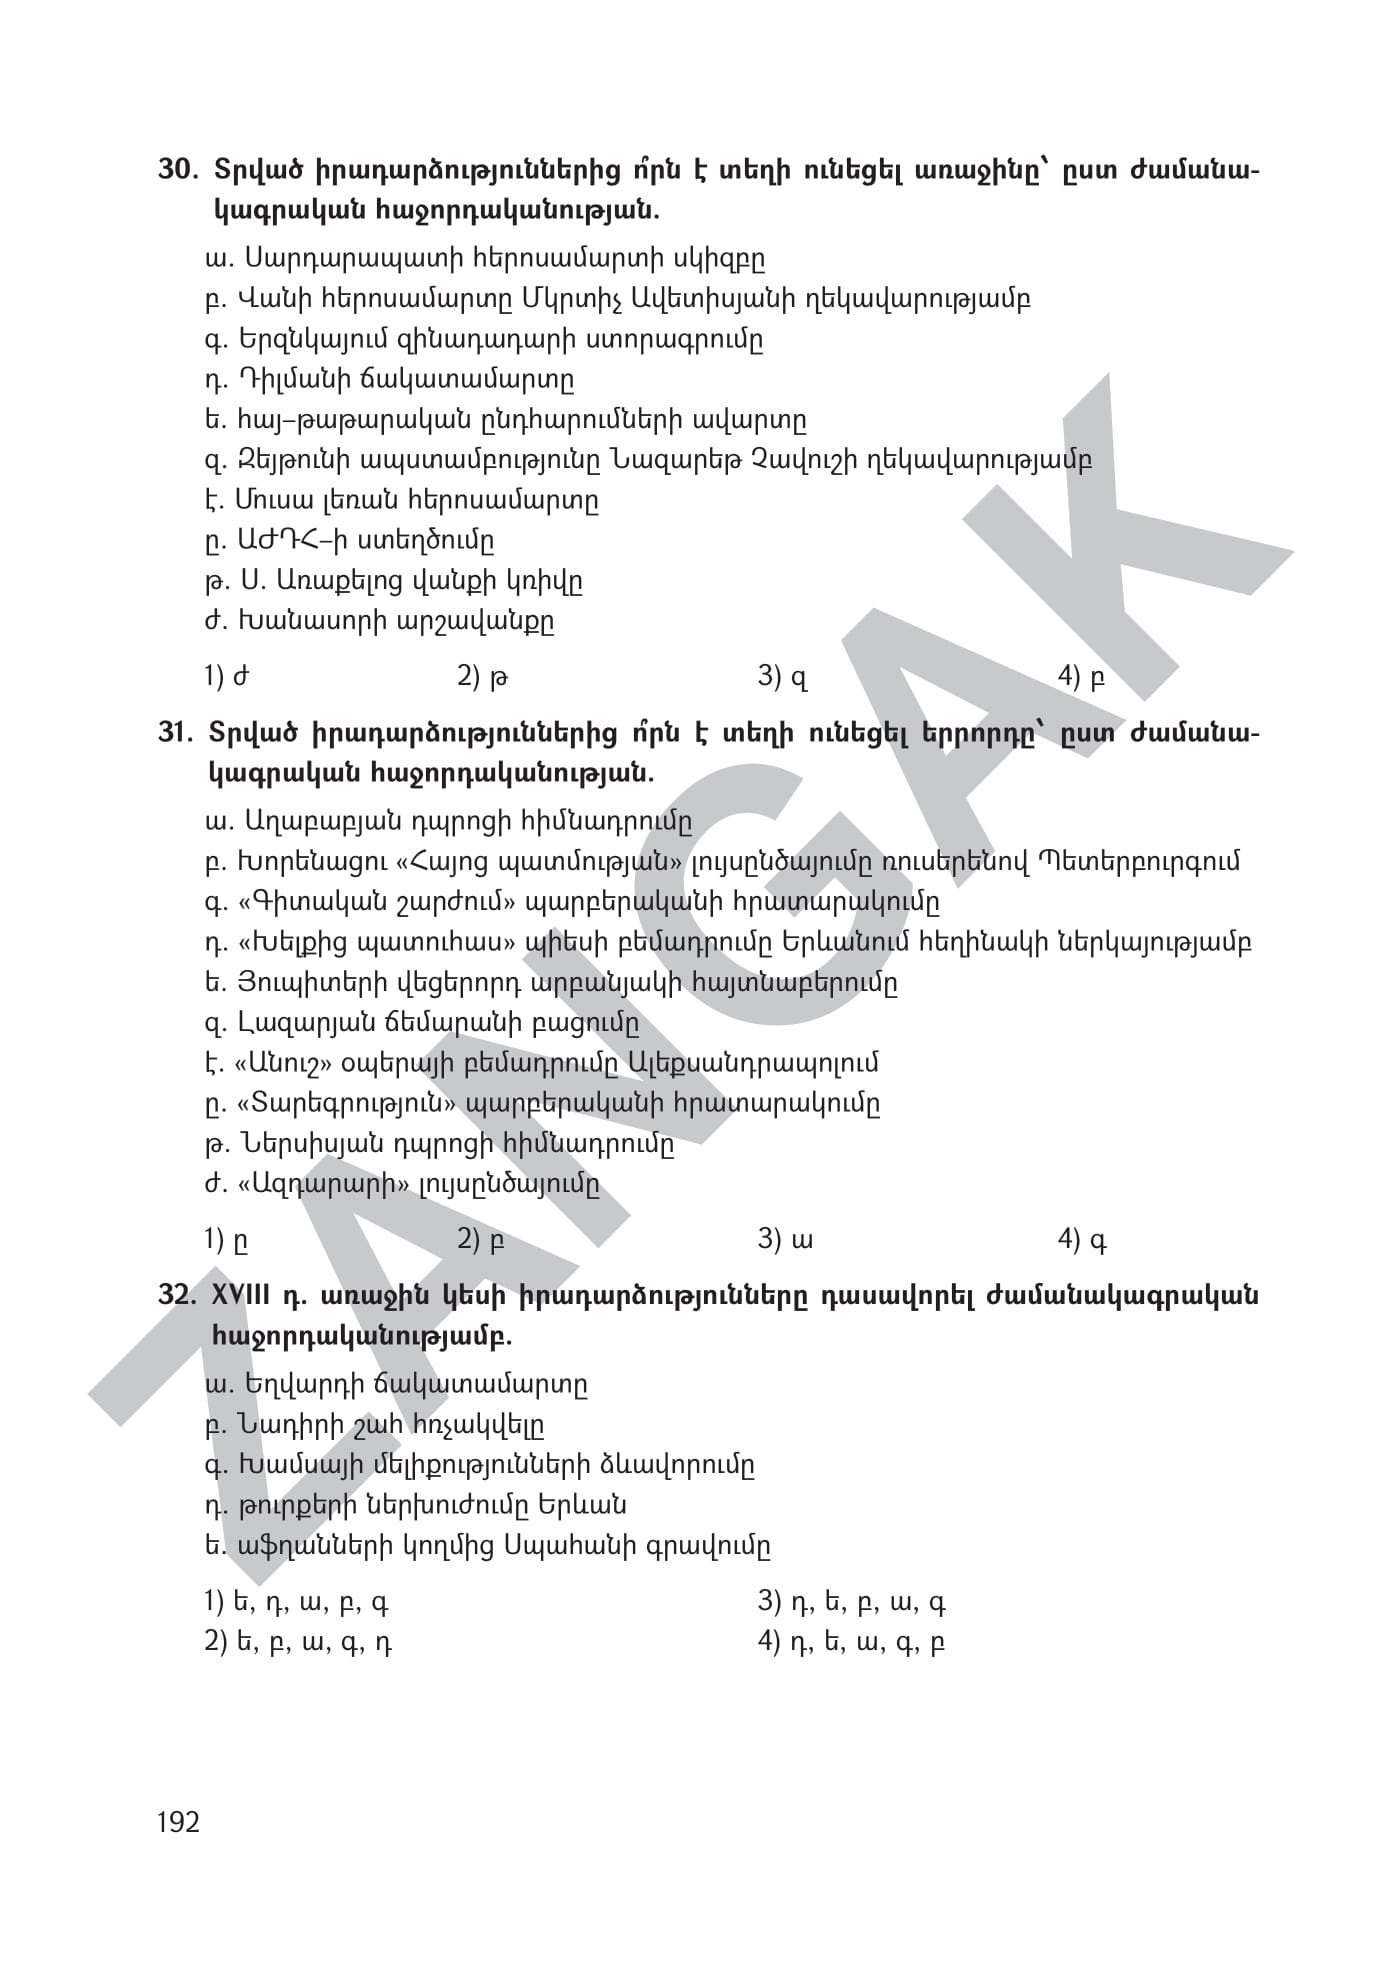 30. Տրված իրադարձություններից ո՞րն է տեղի ունեցել առաջինը՝ ըստ ժամանա-
կագրական հաջորդականության.
ա. Սարդարապատի հերոսամարտի սկիզբը
բ. Վանի հերոսամարտը Մկրտիչ Ավետիսյանի ղեկավարությամբ
գ. Երզնկայում զինադադարի ստորագրումը
դ. Դիլմանի ճակատամարտը
ե. հայ–թաթարական ընդհարումների ավարտը
զ. Զեյթունի ապստամբությունը Նազարեթ Չավուշի ղեկավարությամբ
է. Մուսա լեռան հերոսամարտը
ը. ԱԺԴՀ–ի ստեղծումը
թ. Ս. Առաքելոց վանքի կռիվը
ժ. Խանասորի արշավանքը
1) ժ 2) թ 3) զ 4) բ
31. Տրված իրադարձություններից ո՞րն է տեղի ունեցել երրորդը՝ ըստ ժամանա-
կագրական հաջորդականության.
ա. Աղաբաբյան դպրոցի հիմնադրումը
բ. Խորենացու «Հայոց պատմության» լույսընծայումը ռուսերենով Պետերբուրգում
գ. «Գիտական շարժում» պարբերականի հրատարակումը
դ. «Խելքից պատուհաս» պիեսի բեմադրումը Երևանում հեղինակի ներկայությամբ
ե. Յուպիտերի վեցերորդ արբանյակի հայտնաբերումը
զ. Լազարյան ճեմարանի բացումը
է. «Անուշ» օպերայի բեմադրումը Ալեքսանդրապոլում
ը. «Տարեգրություն» պարբերականի հրատարակումը
թ. Ներսիսյան դպրոցի հիմնադրումը
ժ. «Ազդարարի» լույսընծայումը
1) ը 2) բ 3) ա 4) գ
32. XVIII դ. առաջին կեսի իրադարձությունները դասավորել ժամանակագրական
հաջորդականությամբ.
ա. Եղվարդի ճակատամարտը
բ. Նադիրի շահ հռչակվելը
գ. Խամսայի մելիքությունների ձևավորումը
դ. թուրքերի ներխուժումը Երևան
ե. աֆղանների կողմից Սպահանի գրավումը
1) ե, դ, ա, բ, գ 3) դ, ե, բ, ա, գ
2) ե, բ, ա, գ, դ 4) դ, ե, ա, գ, բ
192
ZANGAK